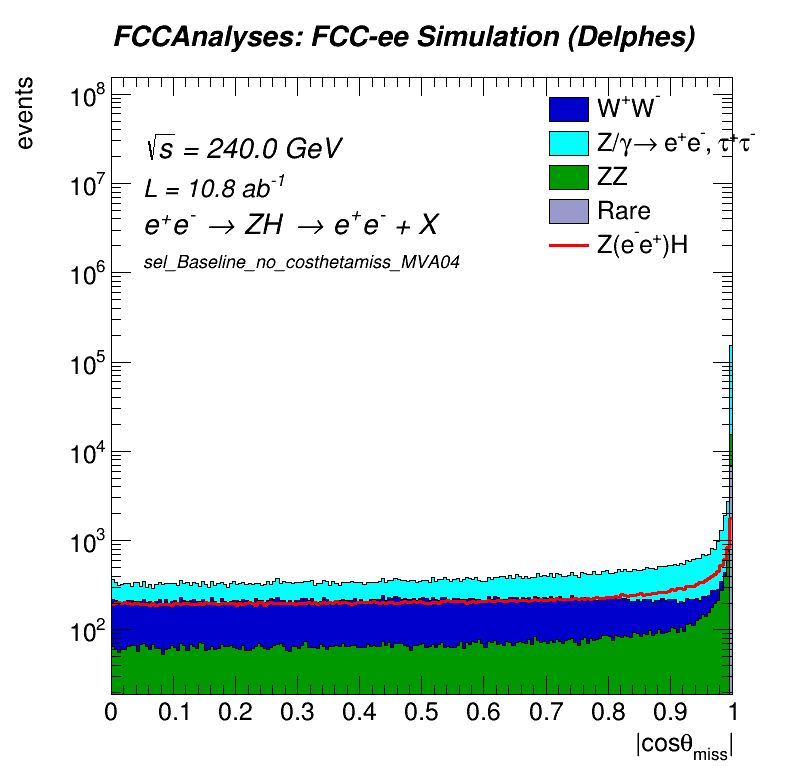 FCCAnalyses: FCC-ee Simulation (Delphes)
events
10⁸
10⁷
10⁶
10⁵
10⁴
10³
10²
√s = 240.0 GeV
L = 10.8 ab⁻¹
e⁺e⁻ → ZH → e⁺e⁻ + X
sel_Baseline_no_costhetamiss_MVA04
W⁺W⁻
Z/γ→ e⁺e⁻, τ⁺τ⁻
ZZ
Rare
Z(e⁻e⁺)H
0 0.1 0.2 0.3 0.4 0.5 0.6 0.7 0.8 0.9 1
|cosθ_miss|